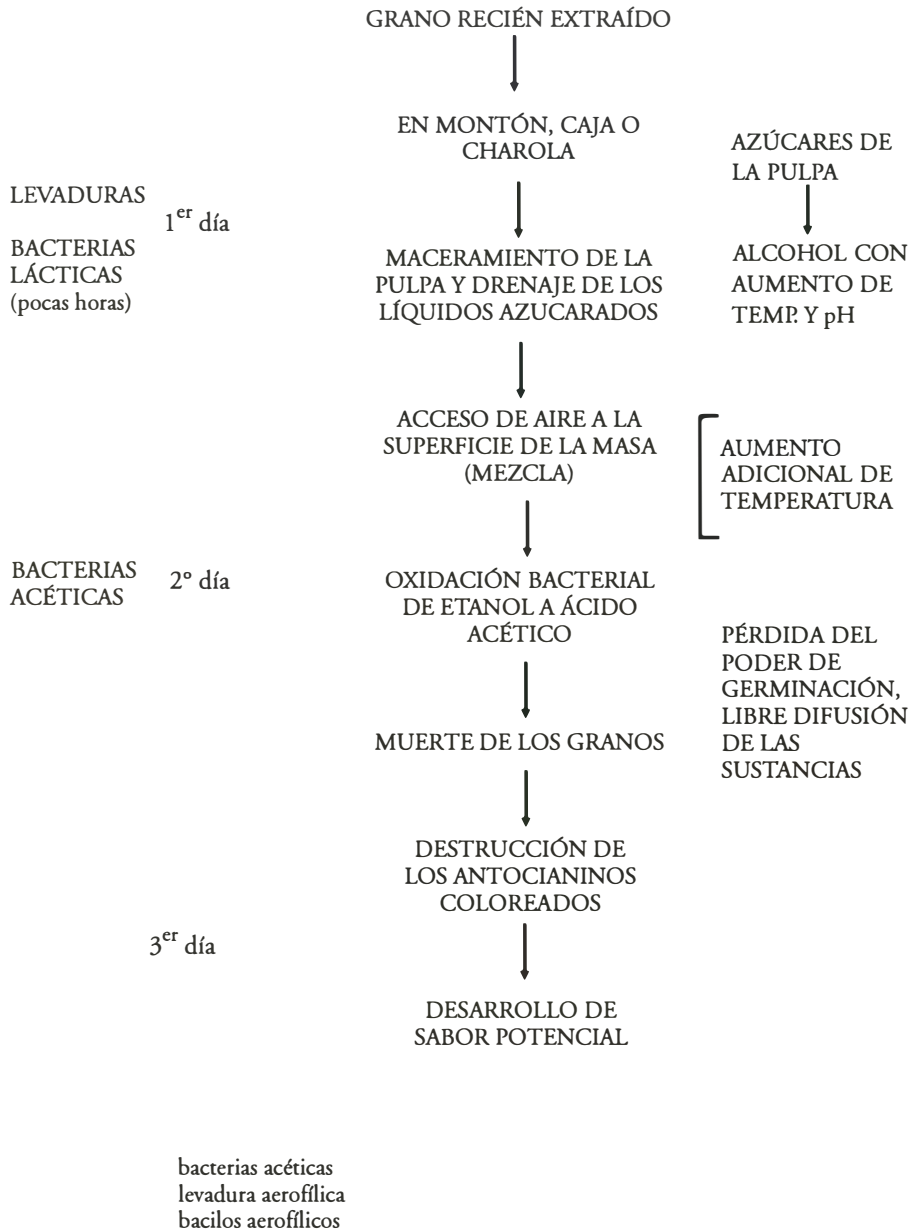 GRANO RECIÉN EXTRAÍDO
EN MONTÓN, CAJA O
CHAROLA
AZÚCARES DE
LA PULPA
LEVADURAS
1er día
BACTERIAS
LÁCTICAS
(pocas horas)
MACERAMIENTO DE LA
PULPA Y DRENAJE DE LOS
LÍQUIDOS AZUCARADOS
ALCOHOL CON
AUMENTO DE
TEMP. Y pH
ACCESO DE AIRE A LA
SUPERFICIE DE LA MASA
(MEZCLA)
AUMENTO
ADICIONAL DE
TEMPERATURA
BACTERIAS
ACÉTICAS
2º día
OXIDACIÓN BACTERIAL
DE ETANOL A ÁCIDO
ACÉTICO
PÉRDIDA DEL
PODER DE
GERMINACIÓN,
LIBRE DIFUSIÓN
DE LAS
SUSTANCIAS
MUERTE DE LOS GRANOS
DESTRUCCIÓN DE
LOS ANTOCIANINOS
COLOREADOS
3er día
DESARROLLO DE
SABOR POTENCIAL
bacterias acéticas
levadura aerofílica
bacilos aerofílicos